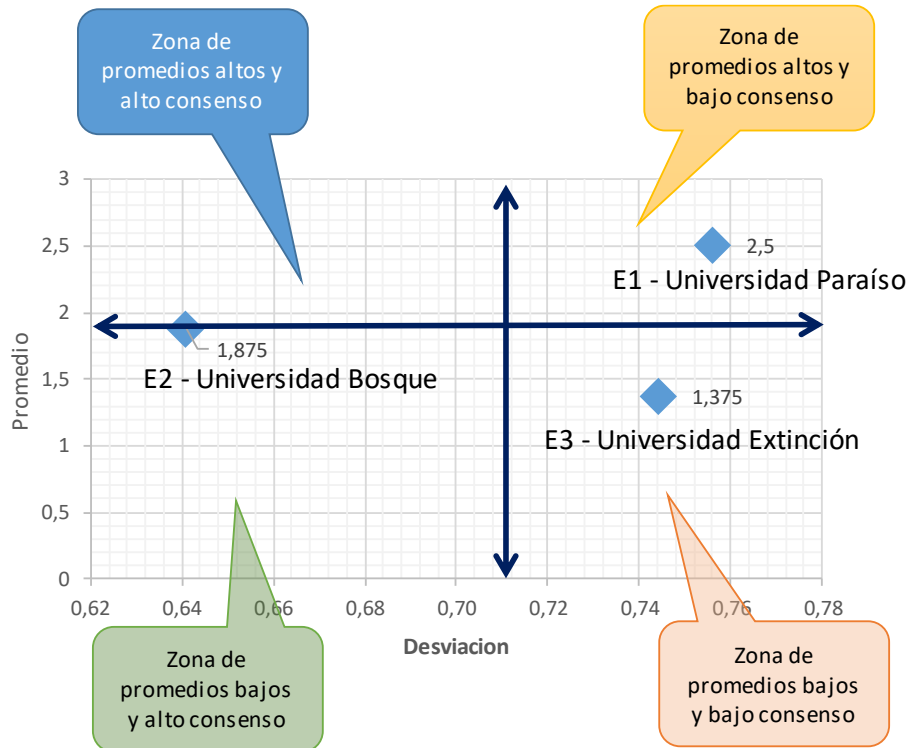 Zona de
promedios altos y
alto consenso
Zona de
promedios altos y
bajo consenso
3
2,5
2
1,5
1
0,5
0
Promedio
2,5
E1 - Universidad Paraíso
1,875
E2 - Universidad Bosque
1,375
E3 - Universidad Extinción
0,62 0,64 0,66 0,68 0,70 0,72 0,74 0,76 0,78
Desviacion
Zona de
promedios bajos
y alto consenso
Zona de
promedios bajos
y bajo consenso